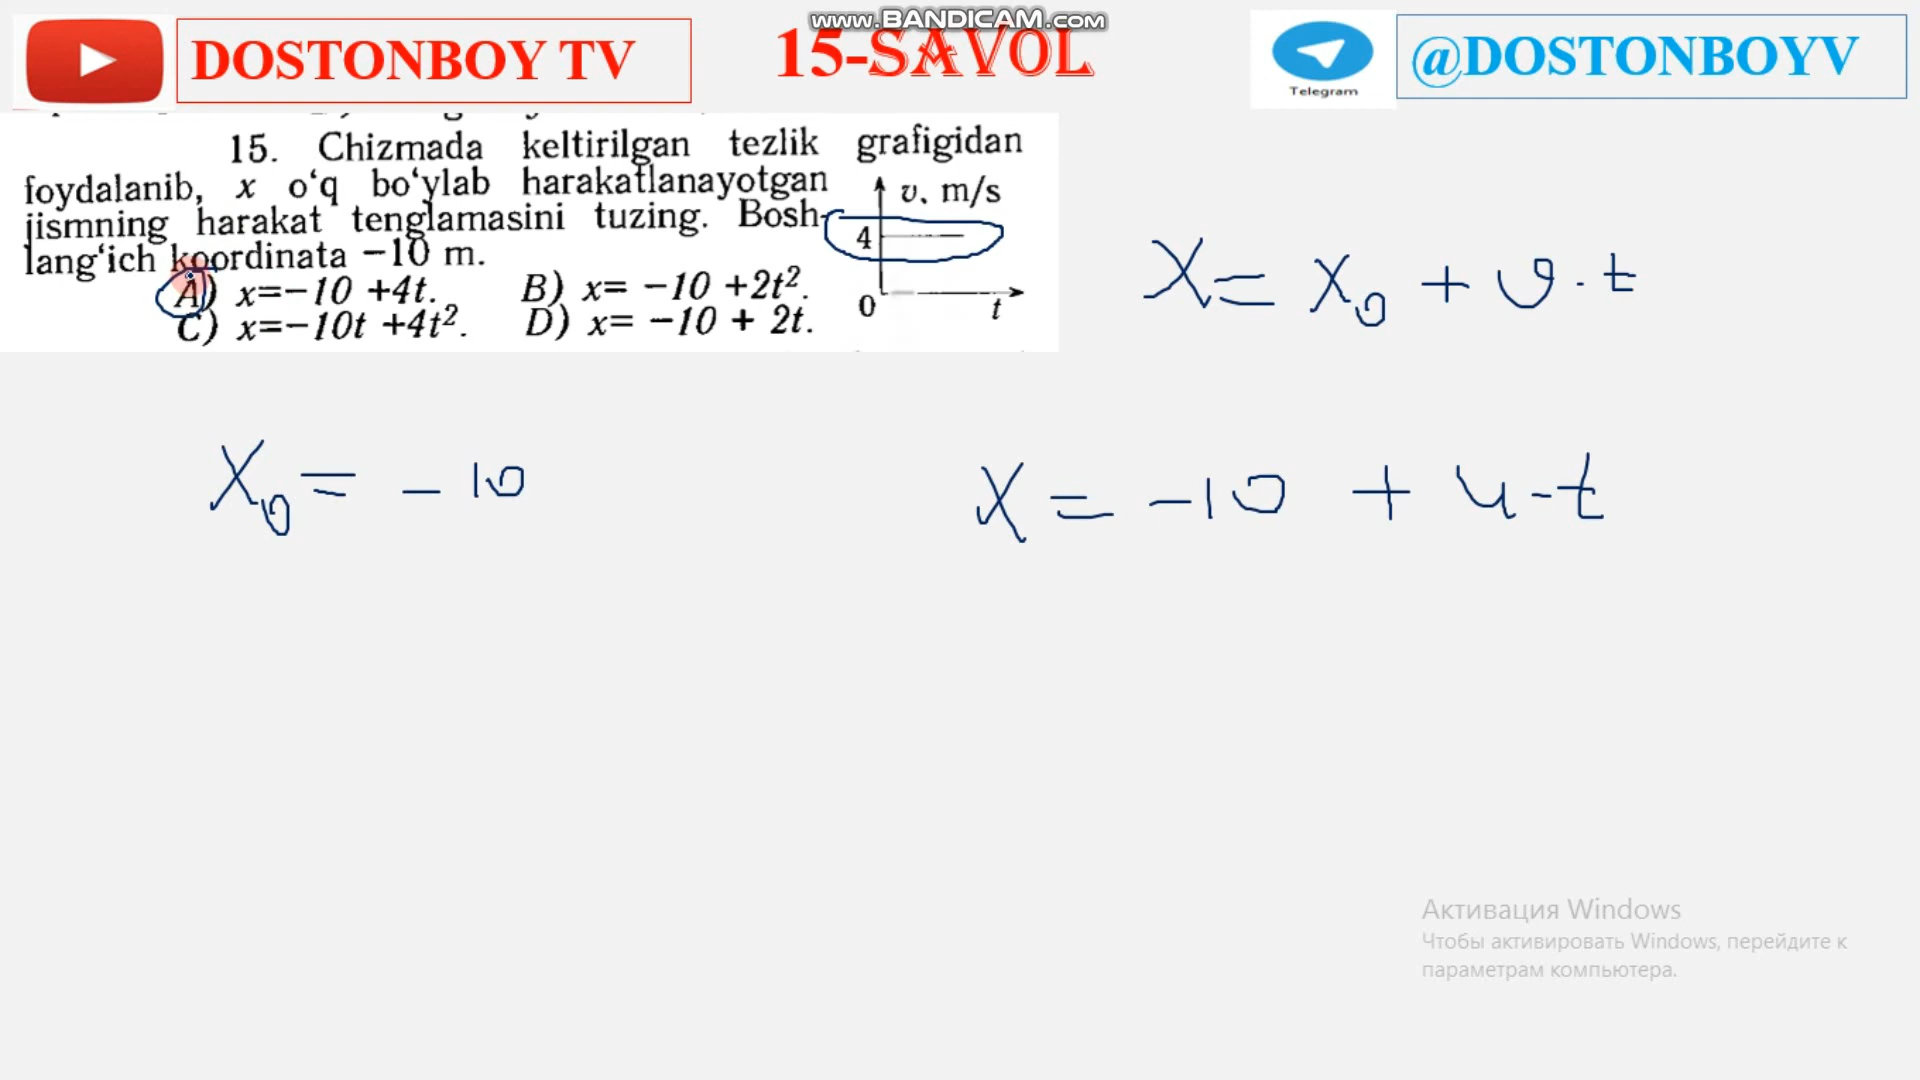 www.BANDICAM.com
DOSTONBOY TV
15-SAVOL
Telegram
@DOSTONBOYV
15. Chizmada keltirilgan tezlik grafigidan
foydalanib, x o‘q bo‘ylab harakatlanayotgan
jismning harakat tenglamasini tuzing. Bosh-
lang‘ich koordinata −10 m.
A) x=−10 +4t. B) x= −10 +2t².
C) x=−10t +4t². D) x= −10 + 2t.
v, m/s
4
0
t
X = X₀ + υ · t
X₀ = − 10
X = −10 + 4 · t
Активация Windows
Чтобы активировать Windows, перейдите к
параметрам компьютера.